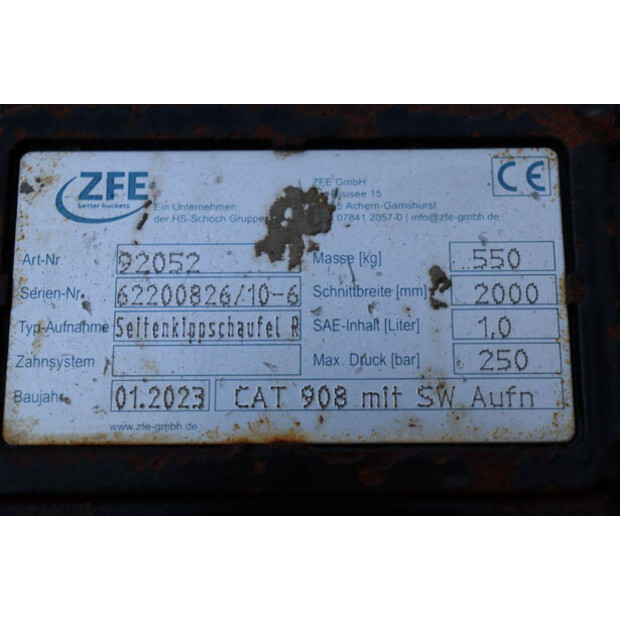 ZFE
better buckets
Ein Unternehmen
der HS-Schoch Gruppe
ZFE GmbH
15
Achern-Gamshurst
07841 2057-0 | info@zfe-gmbh.de
CE
Art-Nr. 92052
Serien-Nr. 62200826/10-6
Typ-Aufnahme Seitenkippschaufel R
Zahnsystem
Baujahr 01.2023 CAT 908 mit SW Aufn
Masse [kg] 550
Schnittbreite [mm] 2000
SAE-Inhalt [Liter] 1,0
Max. Druck [bar] 250
www.zfe-gmbh.de